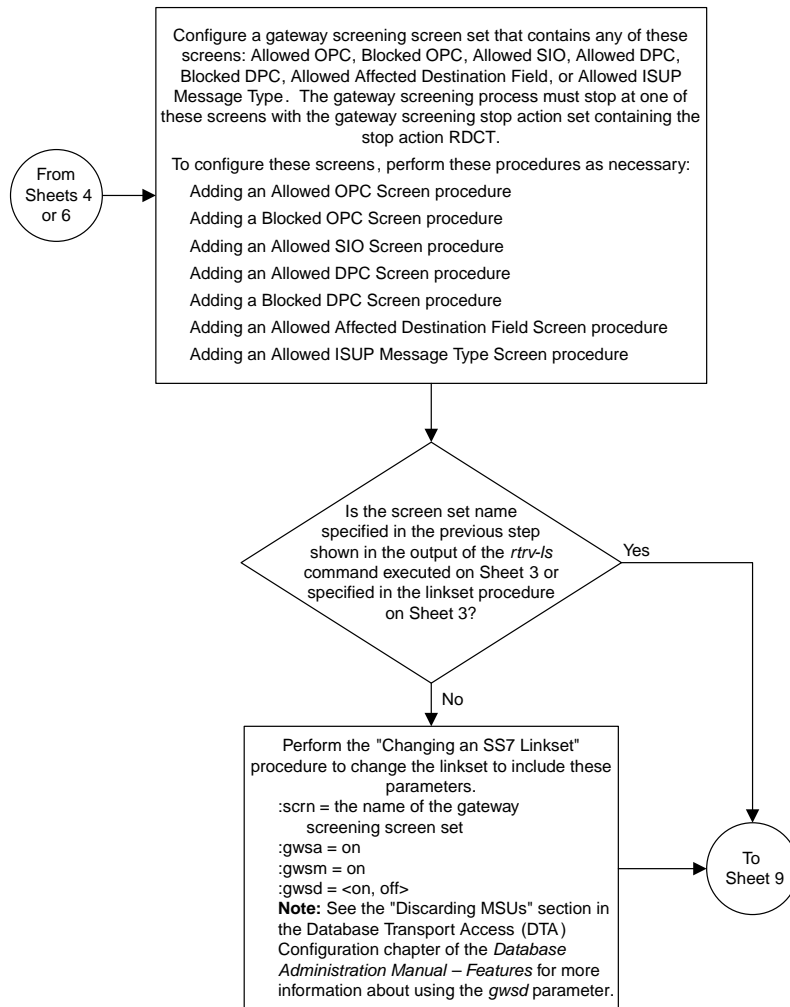 Configure a gateway screening screen set that contains any of these
screens: Allowed OPC, Blocked OPC, Allowed SIO, Allowed DPC,
Blocked DPC, Allowed Affected Destination Field, or Allowed ISUP
Message Type. The gateway screening process must stop at one of
these screens with the gateway screening stop action set containing the
stop action RDCT.
To configure these screens, perform these procedures as necessary:
Adding an Allowed OPC Screen procedure
Adding a Blocked OPC Screen procedure
Adding an Allowed SIO Screen procedure
Adding an Allowed DPC Screen procedure
Adding a Blocked DPC Screen procedure
Adding an Allowed Affected Destination Field Screen procedure
Adding an Allowed ISUP Message Type Screen procedure
From
Sheets 4
or 6
Is the screen set name
specified in the previous step
shown in the output of the rtrv-ls
command executed on Sheet 3 or
specified in the linkset procedure
on Sheet 3?
Yes
No
Perform the "Changing an SS7 Linkset"
procedure to change the linkset to include these
parameters.
:scrn = the name of the gateway
screening screen set
:gwsa = on
:gwsm = on
:gwsd = <on, off>
Note: See the "Discarding MSUs" section in
the Database Transport Access (DTA)
Configuration chapter of the Database
Administration Manual – Features for more
information about using the gwsd parameter.
To
Sheet 9